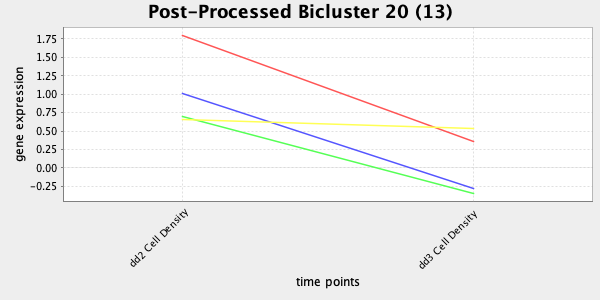 Post-Processed Bicluster 20 (13)
gene expression
1.75
1.50
1.25
1.00
0.75
0.50
0.25
0.00
-0.25
dd2 Cell Density
dd3 Cell Density
time points